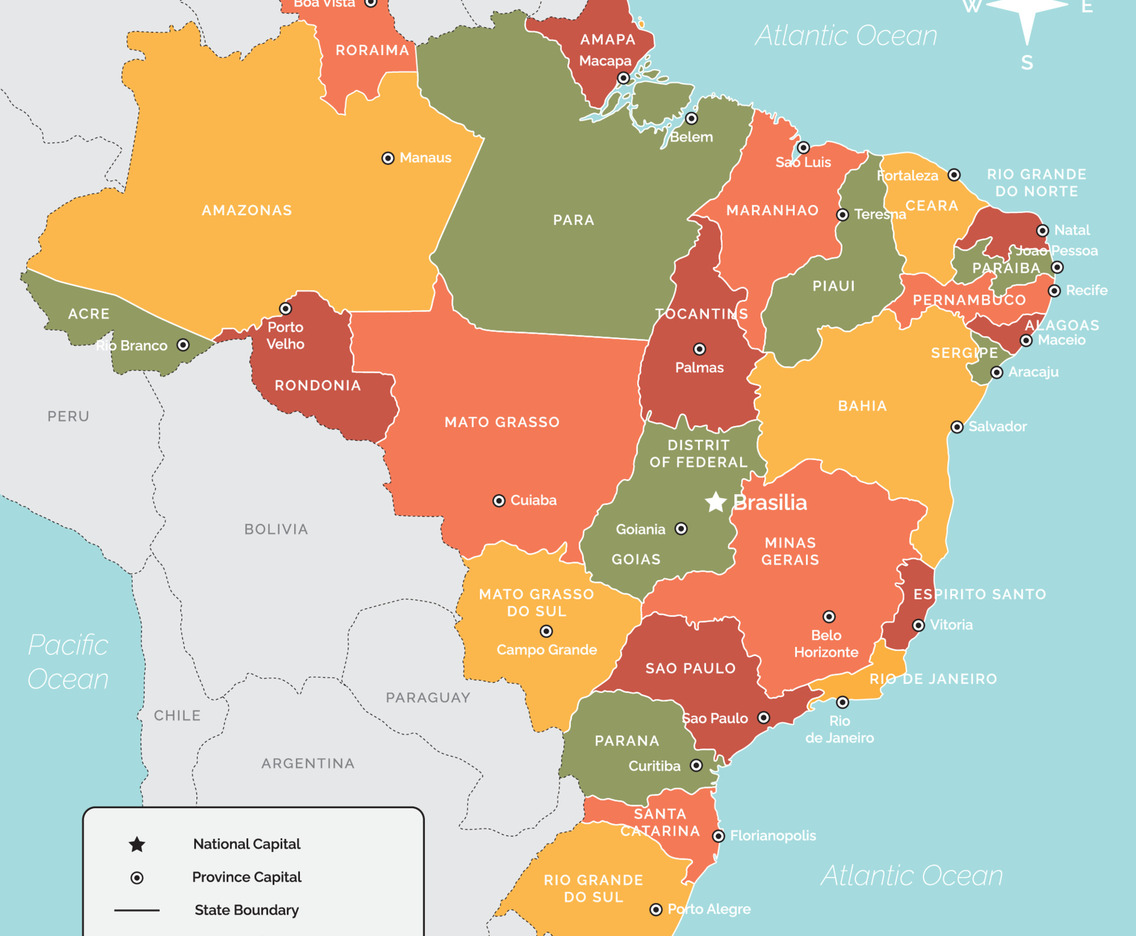 Boa Vista
RORAIMA
AMAPA
Macapa
Atlantic Ocean
W
E
S
Manaus
Belem
Sao Luis
Fortaleza
RIO GRANDE
DO NORTE
AMAZONAS
PARA
MARANHAO
Teresna
CEARA
Natal
Joao Pessoa
PARAIBA
PIAUI
Recife
PERNAMBUCO
ACRE
Porto
Velho
TOCANTINS
ALAGOAS
Maceio
Rio Branco
SERGIPE
Palmas
Aracaju
RONDONIA
BAHIA
PERU
MATO GRASSO
Salvador
DISTRIT
OF FEDERAL
Cuiaba
Brasilia
BOLIVIA
Goiania
GOIAS
MINAS
GERAIS
MATO GRASSO
DO SUL
ESPIRITO SANTO
Vitoria
Belo
Horizonte
Campo Grande
Pacific
Ocean
SAO PAULO
RIO DE JANEIRO
PARAGUAY
CHILE
Sao Paulo
Rio
de Janeiro
PARANA
ARGENTINA
Curitiba
SANTA
CATARINA
Florianopolis
National Capital
Province Capital
State Boundary
RIO GRANDE
DO SUL
Atlantic Ocean
Porto Alegre